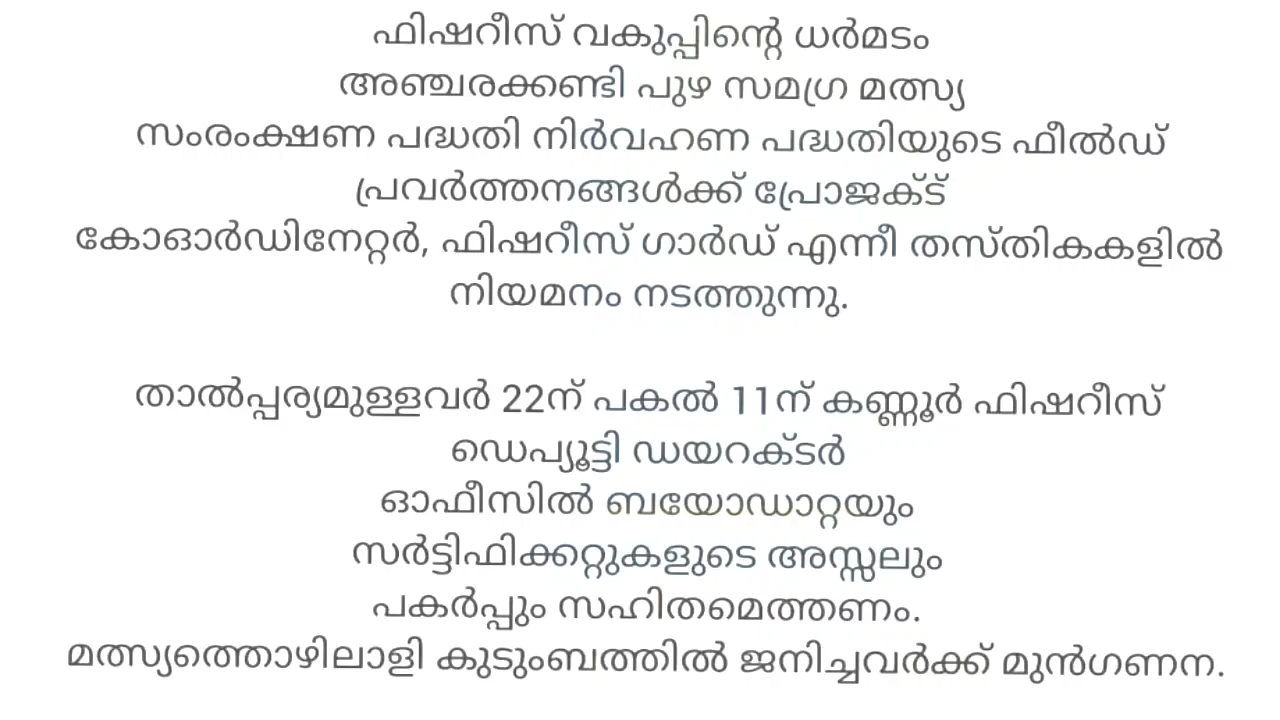 ഫിഷറീസ് വകുപ്പിന്റെ ധർമടം
അഞ്ചരക്കണ്ടി പുഴ സമഗ്ര മത്സ്യ
സംരംക്ഷണ പദ്ധതി നിർവഹണ പദ്ധതിയുടെ ഫീൽഡ്
പ്രവർത്തനങ്ങൾക്ക് പ്രോജക്ട്
കോഓർഡിനേറ്റർ, ഫിഷറീസ് ഗാർഡ് എന്നീ തസ്തികകളിൽ
നിയമനം നടത്തുന്നു.
താൽപ്പര്യമുള്ളവർ 22ന് പകൽ 11ന് കണ്ണൂർ ഫിഷറീസ്
ഡെപ്യൂട്ടി ഡയറക്ടർ
ഓഫീസിൽ ബയോഡാറ്റയും
സർട്ടിഫിക്കറ്റുകളുടെ അസ്സലും
പകർപ്പും സഹിതമെത്തണം.
മത്സ്യത്തൊഴിലാളി കുടുംബത്തിൽ ജനിച്ചവർക്ക് മുൻഗണന.